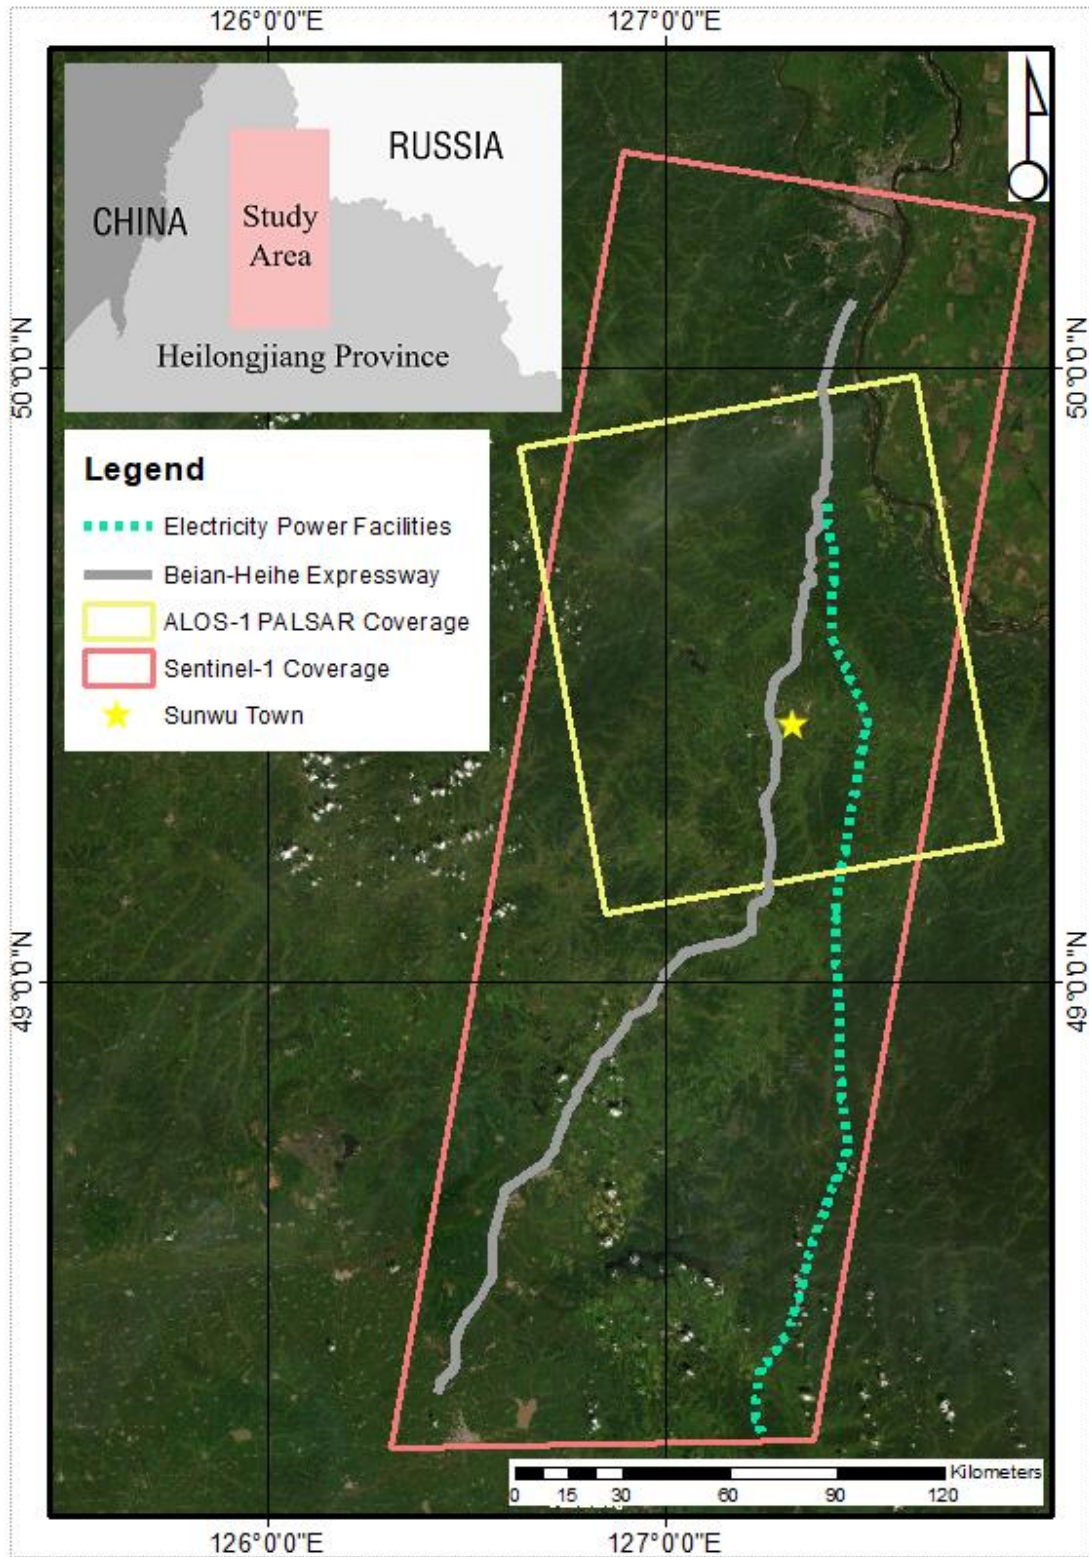 126°0'0"E 127°0'0"E
RUSSIA
CHINA
Study
Area
Heilongjiang Province
50°0'0"N
50°0'0"N
Legend
Electricity Power Facilities
Beian-Heihe Expressway
ALOS-1 PALSAR Coverage
Sentinel-1 Coverage
Sunwu Town
49°0'0"N
49°0'0"N
Kilometers
0 15 30 60 90 120
126°0'0"E 127°0'0"E